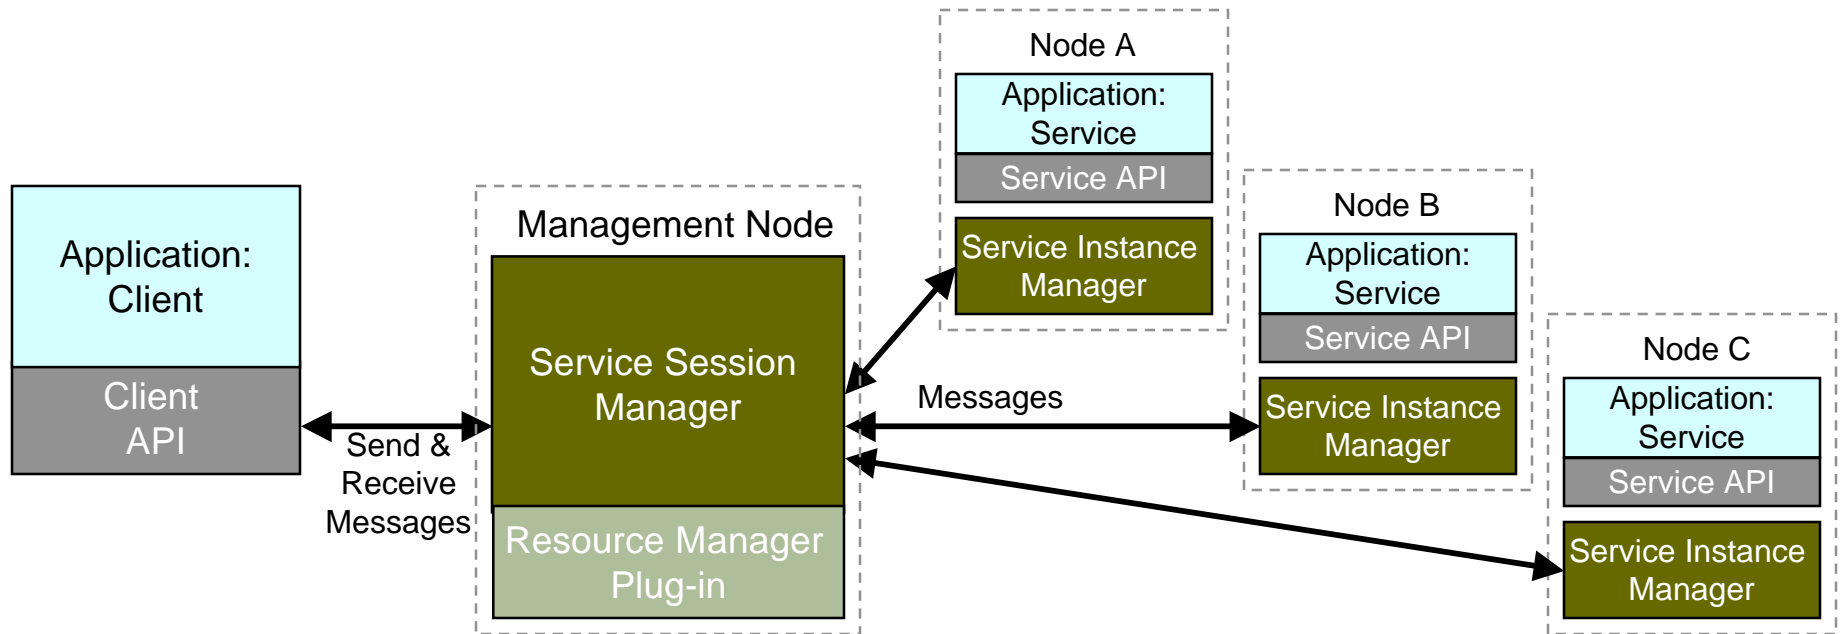 Application:
Client
Client
API
Send &
Receive
Messages
Management Node
Service Session
Manager
Resource Manager
Plug-in
Messages
Node A
Application:
Service
Service API
Service Instance
Manager
Node B
Application:
Service
Service API
Service Instance
Manager
Node C
Application:
Service
Service API
Service Instance
Manager